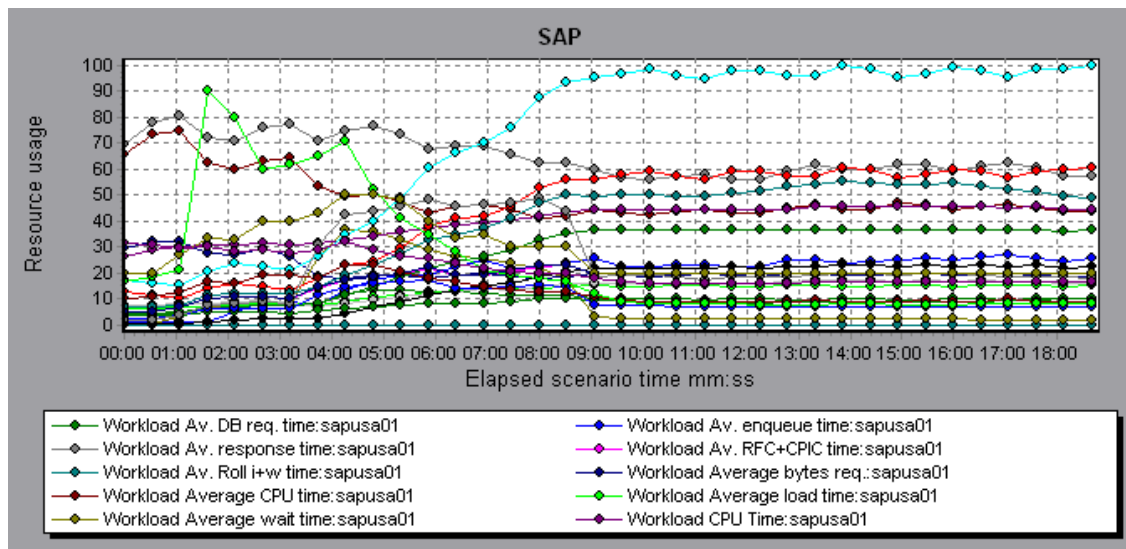 SAP
Resource usage
100
90
80
70
60
50
40
30
20
10
0
00:00 01:00 02:00 03:00 04:00 05:00 06:00 07:00 08:00 09:00 10:00 11:00 12:00 13:00 14:00 15:00 16:00 17:00 18:00
Elapsed scenario time mm:ss
Workload Av. DB req. time:sapusa01 Workload Av. enqueue time:sapusa01
Workload Av. response time:sapusa01 Workload Av. RFC+CPIC time:sapusa01
Workload Av. Roll i+w time:sapusa01 Workload Average bytes req.:sapusa01
Workload Average CPU time:sapusa01 Workload Average load time:sapusa01
Workload Average wait time:sapusa01 Workload CPU Time:sapusa01